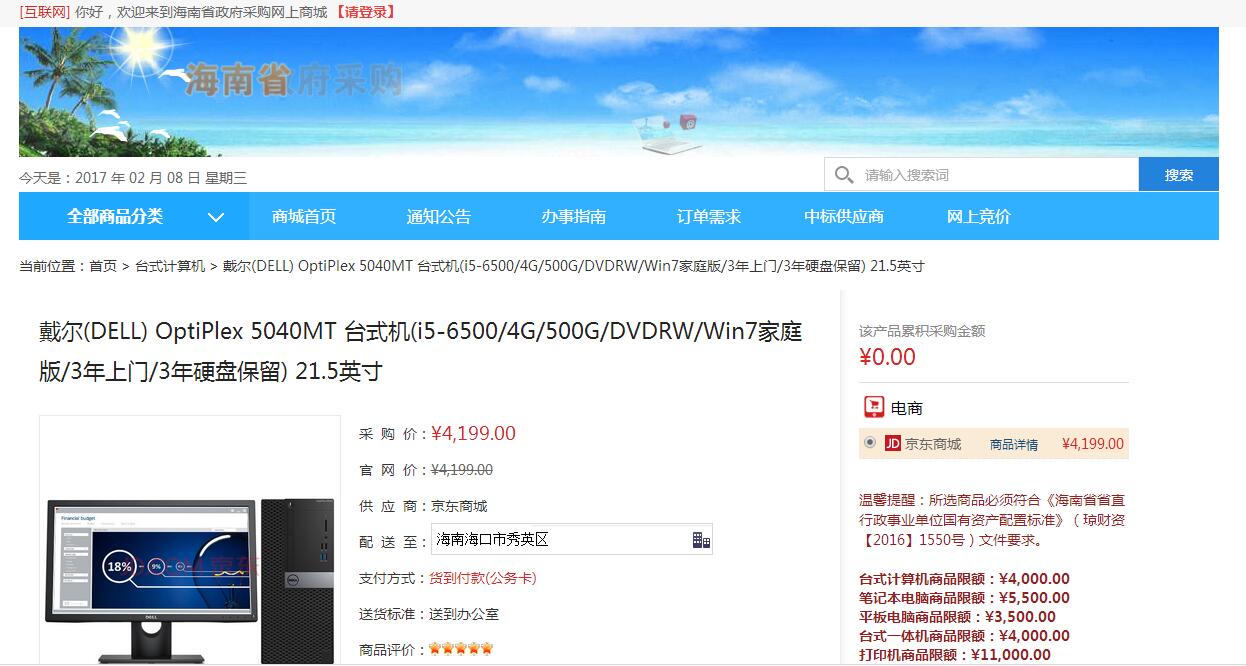 [互联网] 你好，欢迎来到海南省政府采购网上商城 【请登录】
海南省府采购
今天是：2017 年 02 月 08 日 星期三
请输入搜索词
搜索
全部商品分类 商城首页 通知公告 办事指南 订单需求 中标供应商 网上竞价
当前位置：首页 > 台式计算机 > 戴尔(DELL) OptiPlex 5040MT 台式机(i5-6500/4G/500G/DVDRW/Win7家庭版/3年上门/3年硬盘保留) 21.5英寸
戴尔(DELL) OptiPlex 5040MT 台式机(i5-6500/4G/500G/DVDRW/Win7家庭
版/3年上门/3年硬盘保留) 21.5英寸
Financial budget
18%
9%
DELL
DELL
采 购 价：¥4,199.00
官 网 价：¥4,199.00
供 应 商：京东商城
配 送 至：海南海口市秀英区
支付方式：货到付款(公务卡)
送货标准：送到办公室
商品评价：
该产品累积采购金额
¥0.00
电商
JD 京东商城 商品详情 ¥4,199.00
温馨提醒：所选商品必须符合《海南省省直
行政事业单位国有资产配置标准》（琼财资
【2016】1550号）文件要求。
台式计算机商品限额：¥4,000.00
笔记本电脑商品限额：¥5,500.00
平板电脑商品限额：¥3,500.00
台式一体机商品限额：¥4,000.00
打印机商品限额：¥11,000.00